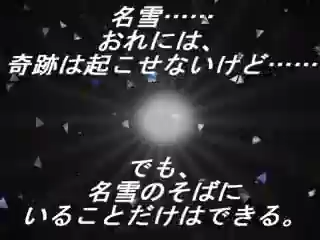 名雪……
おれには、
奇跡は起こせないけど……
でも、
名雪のそばに
いることだけはできる。